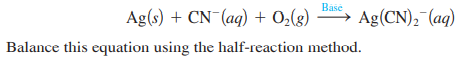 Ag(s) + CN⁻(aq) + O₂(g) Base→ Ag(CN)₂⁻(aq)
Balance this equation using the half-reaction method.